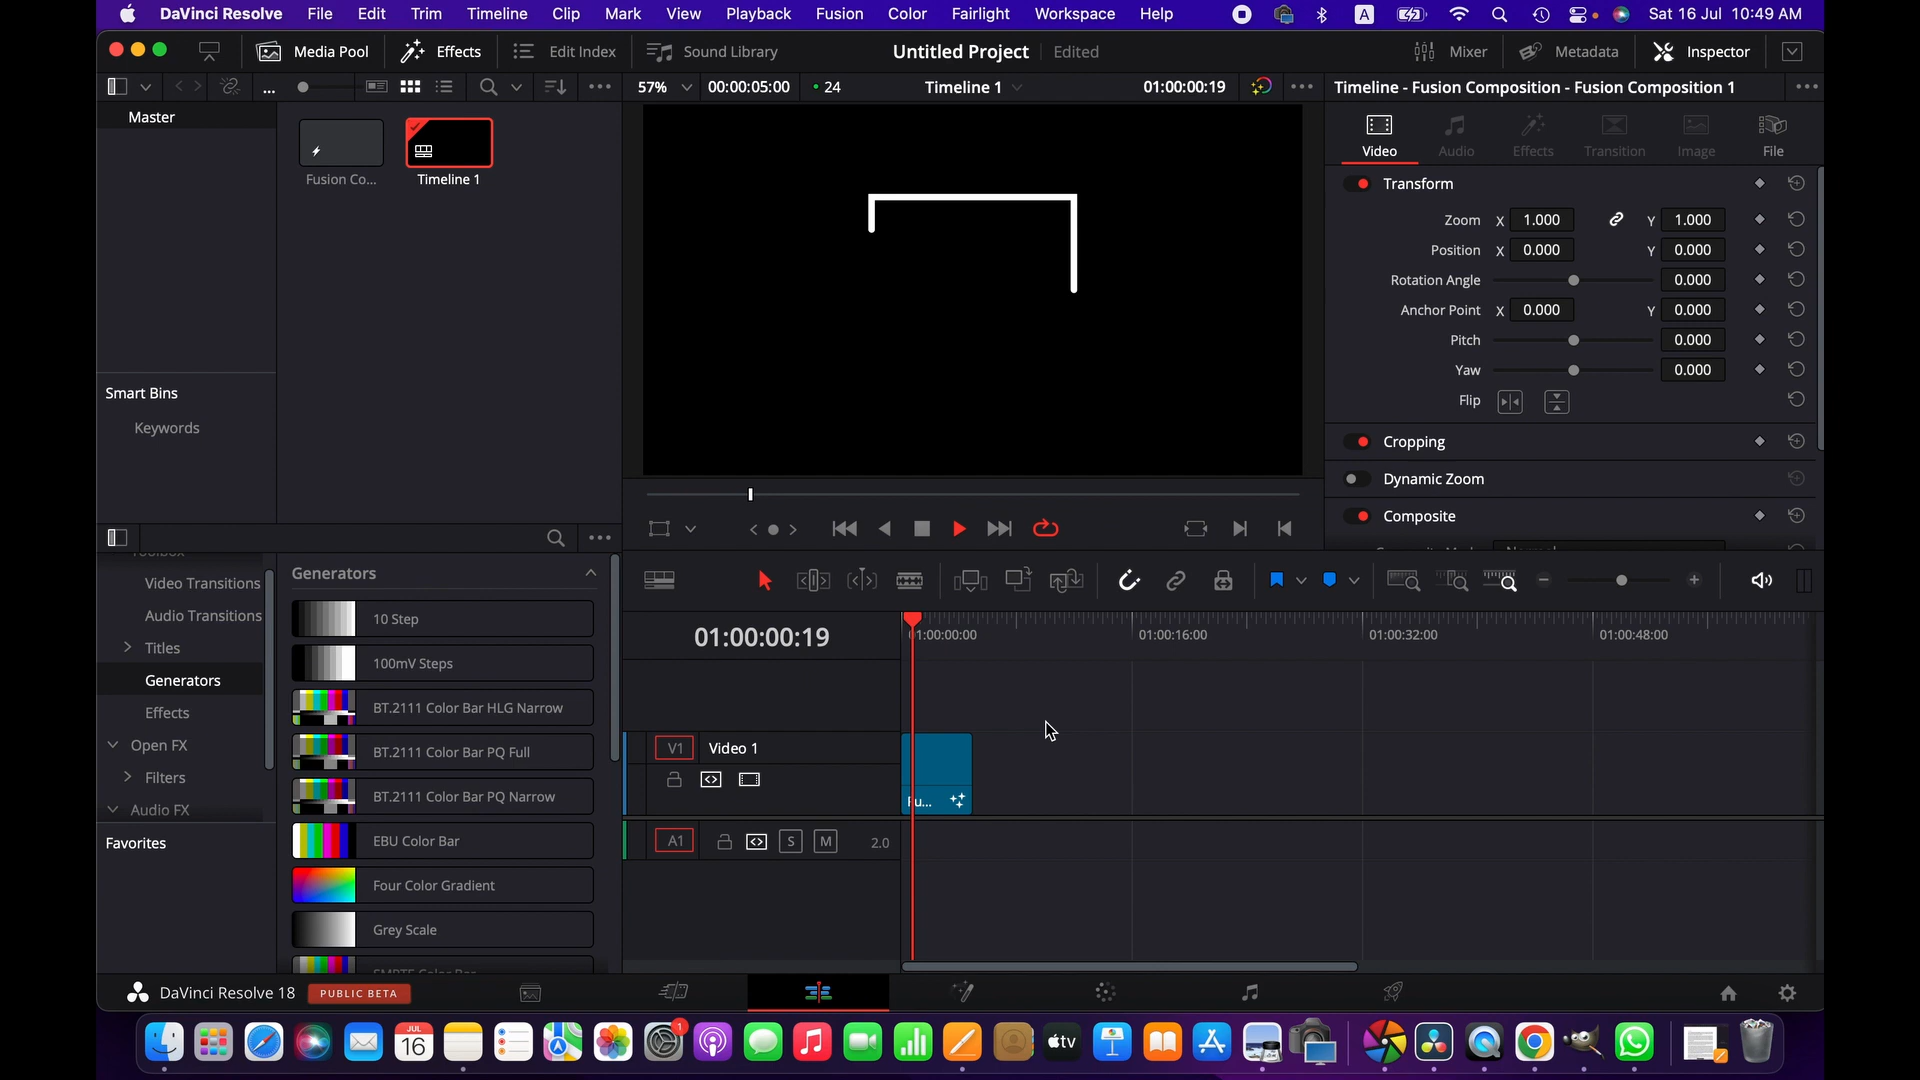 DaVinci Resolve File Edit Trim Timeline Clip Mark View Playback Fusion Color Fairlight Workspace Help A Sat 16 Jul 10:49 AM
Media Pool Effects Edit Index Sound Library Untitled Project Edited Mixer Metadata Inspector
... 57% 00:00:05:00 24 Timeline 1 01:00:00:19 Timeline - Fusion Composition - Fusion Composition 1
Master
Fusion Co... Timeline 1
Smart Bins
Keywords
Video Audio Effects Transition Image File
Transform
Zoom X 1.000 Y 1.000
Position X 0.000 Y 0.000
Rotation Angle 0.000
Anchor Point X 0.000 Y 0.000
Pitch 0.000
Yaw 0.000
Flip
Cropping
Dynamic Zoom
Composite
Toolbox
Video Transitions
Audio Transitions
Titles
Generators
Effects
Open FX
Filters
Audio FX
Favorites
Generators
10 Step
100mV Steps
BT.2111 Color Bar HLG Narrow
BT.2111 Color Bar PQ Full
BT.2111 Color Bar PQ Narrow
EBU Color Bar
Four Color Gradient
Grey Scale
01:00:00:19 01:00:00:00 01:00:16:00 01:00:32:00 01:00:48:00
V1 Video 1
Fu...
A1 S M 2.0
DaVinci Resolve 18 PUBLIC BETA
JUL
16
1
tv